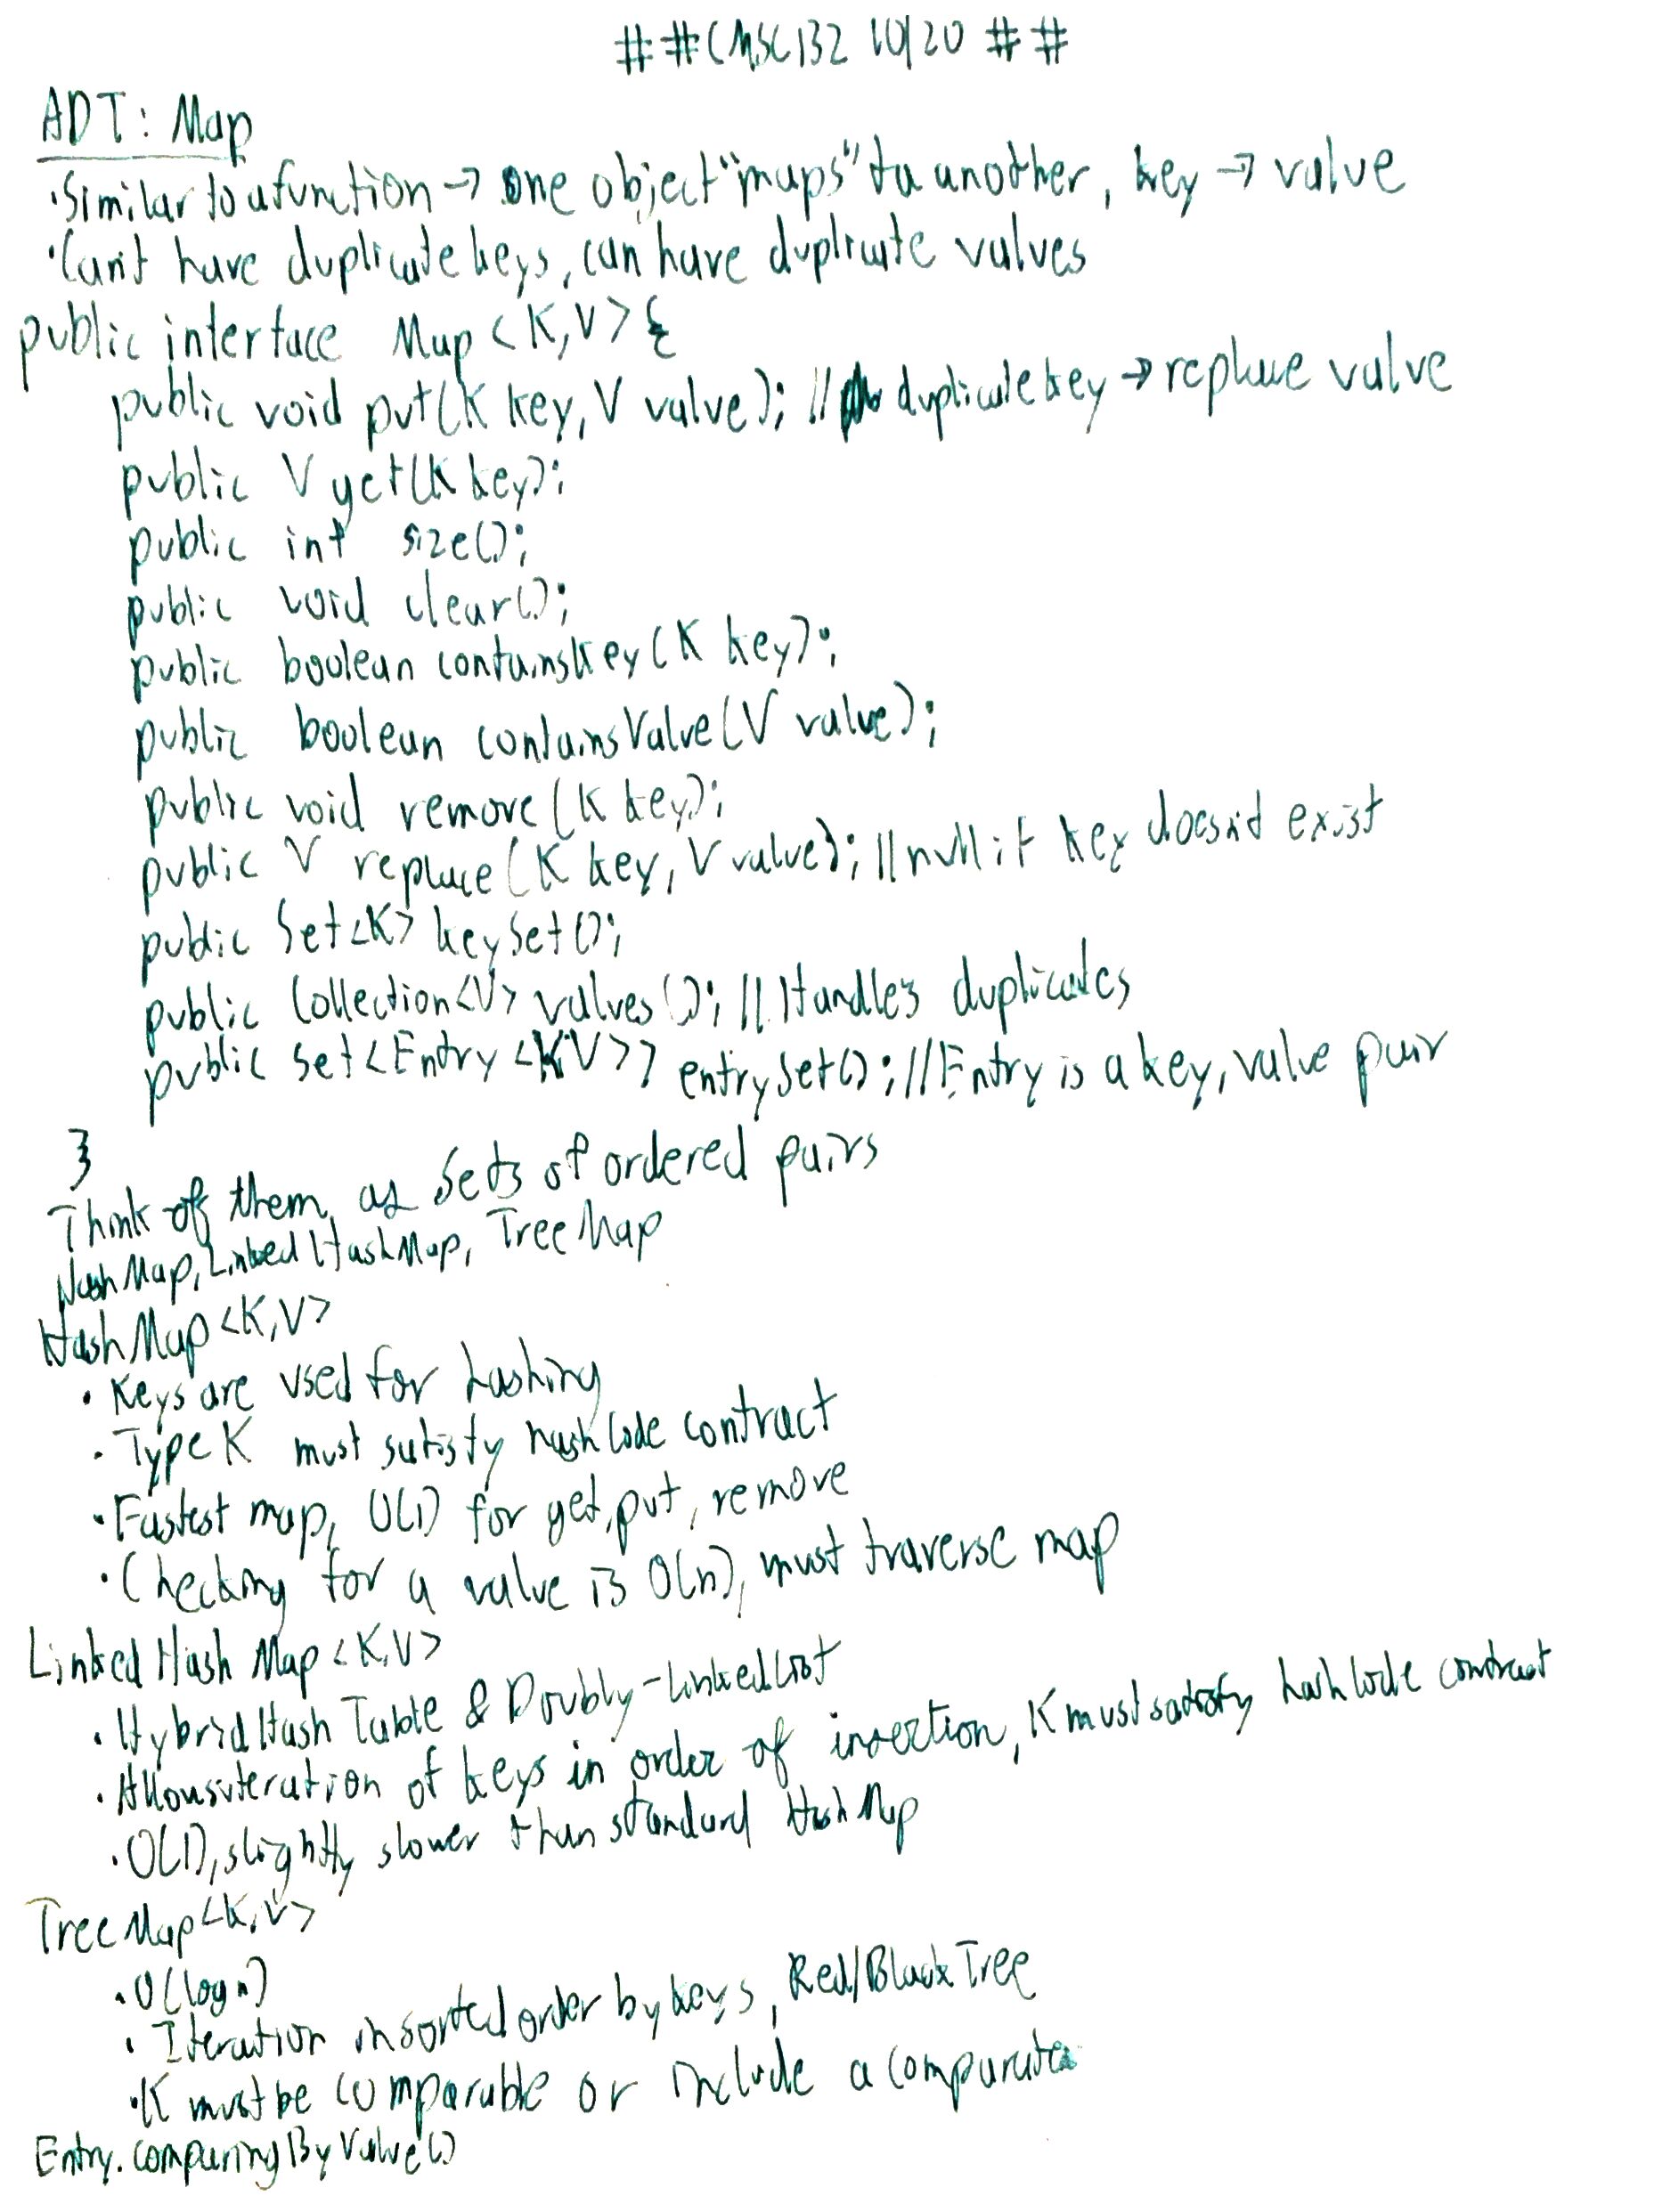 ##CMSC132 10/20 ##
ADT: Map
·Similar to a function → one object "maps" to another, key → value
·Can't have duplicate keys, can have duplicate values
public interface Map<K,V>{
public void put(K key, V value); // duplicate key → replace value
public V get(K key);
public int size();
public void clear();
public boolean containsKey(K key);
public boolean containsValue(V value);
public void remove(K key);
public V replace(K key, V value); //null if key doesn't exist
public Set<K> keySet();
public Collection<V> values(); // Handles duplicates
public Set<Entry<K,V>> entrySet(); //Entry is a key, value pair
}
Think of them as sets of ordered pairs
HashMap, LinkedHashMap, TreeMap
HashMap<K,V>
· Keys are used for hashing
· Type K must satisfy hashCode contract
· Fastest map, O(1) for get, put, remove
· Checking for a value is O(n), must traverse map
Linked Hash Map<K,V>
· Hybrid Hash Table & Doubly-Linked List
· Allows iteration of keys in order of insertion, K must satisfy hashCode contract
· O(1), slightly slower than standard HashMap
TreeMap<K,V>
· O(log n)
· Iteration in sorted order by keys, Red/Black Tree
· K must be comparable or include a comparator
Entry.comparingByValue()